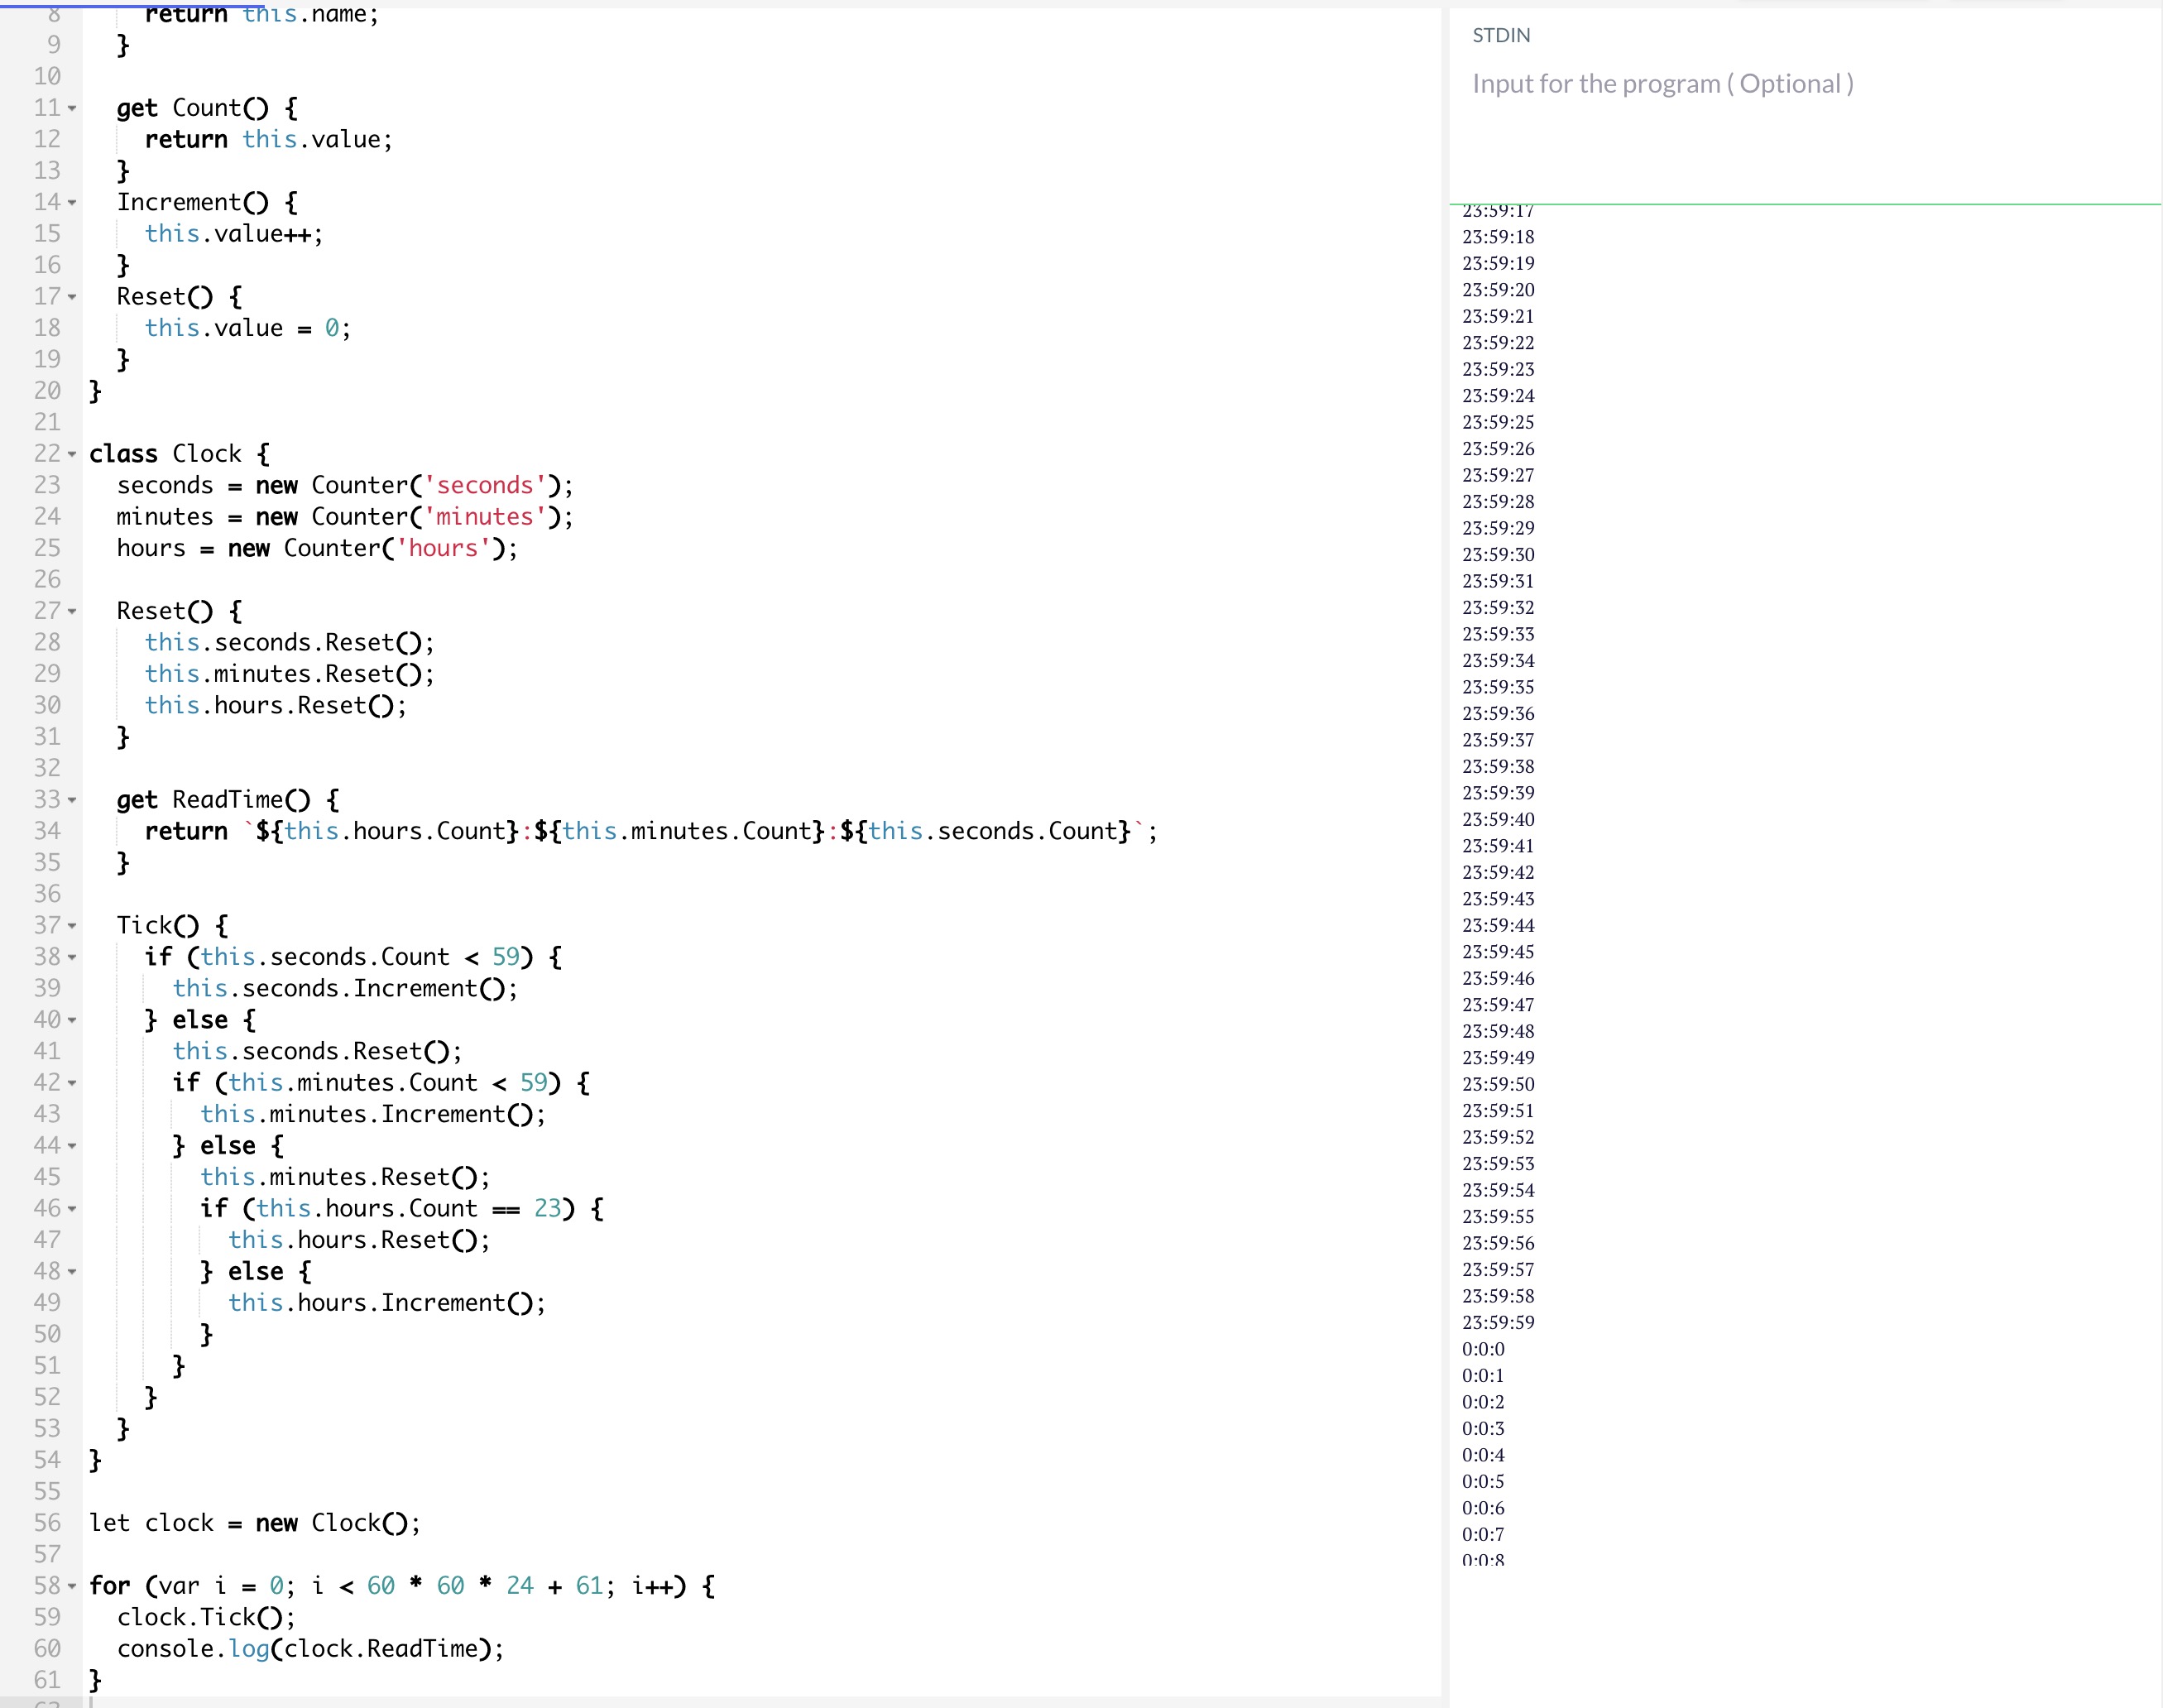 8 return this.name;
9 }
10
11 get Count() {
12 return this.value;
13 }
14 Increment() {
15 this.value++;
16 }
17 Reset() {
18 this.value = 0;
19 }
20 }
21
22 class Clock {
23 seconds = new Counter('seconds');
24 minutes = new Counter('minutes');
25 hours = new Counter('hours');
26
27 Reset() {
28 this.seconds.Reset();
29 this.minutes.Reset();
30 this.hours.Reset();
31 }
32
33 get ReadTime() {
34 return `${this.hours.Count}:${this.minutes.Count}:${this.seconds.Count}`;
35 }
36
37 Tick() {
38 if (this.seconds.Count < 59) {
39 this.seconds.Increment();
40 } else {
41 this.seconds.Reset();
42 if (this.minutes.Count < 59) {
43 this.minutes.Increment();
44 } else {
45 this.minutes.Reset();
46 if (this.hours.Count == 23) {
47 this.hours.Reset();
48 } else {
49 this.hours.Increment();
50 }
51 }
52 }
53 }
54 }
55
56 let clock = new Clock();
57
58 for (var i = 0; i < 60 * 60 * 24 + 61; i++) {
59 clock.Tick();
60 console.log(clock.ReadTime);
61 }
STDIN
Input for the program ( Optional )
23:59:17
23:59:18
23:59:19
23:59:20
23:59:21
23:59:22
23:59:23
23:59:24
23:59:25
23:59:26
23:59:27
23:59:28
23:59:29
23:59:30
23:59:31
23:59:32
23:59:33
23:59:34
23:59:35
23:59:36
23:59:37
23:59:38
23:59:39
23:59:40
23:59:41
23:59:42
23:59:43
23:59:44
23:59:45
23:59:46
23:59:47
23:59:48
23:59:49
23:59:50
23:59:51
23:59:52
23:59:53
23:59:54
23:59:55
23:59:56
23:59:57
23:59:58
23:59:59
0:0:0
0:0:1
0:0:2
0:0:3
0:0:4
0:0:5
0:0:6
0:0:7
0:0:8